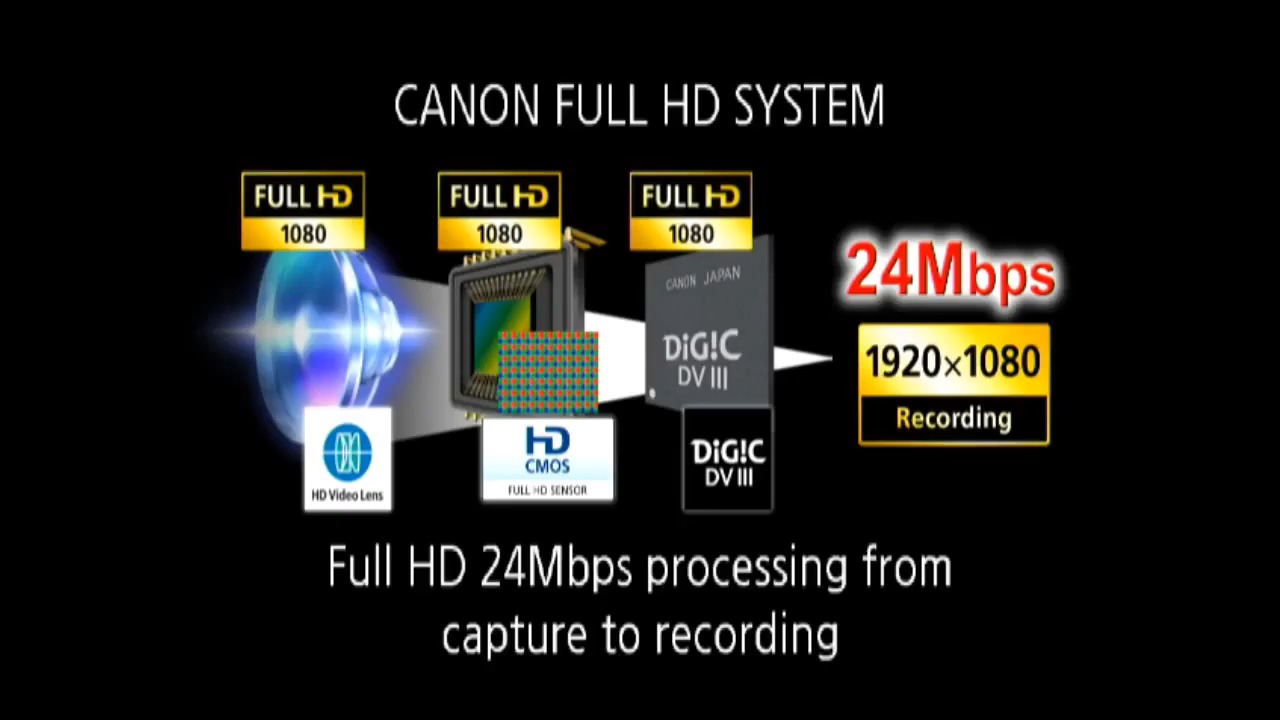 CANON FULL HD SYSTEM
FULL HD
1080
FULL HD
1080
FULL HD
1080
24Mbps
CANON JAPAN
DiG!C
DV III
1920×1080
Recording
HD Video Lens
HD
CMOS
FULL HD SENSOR
DiG!C
DV III
Full HD 24Mbps processing from
capture to recording